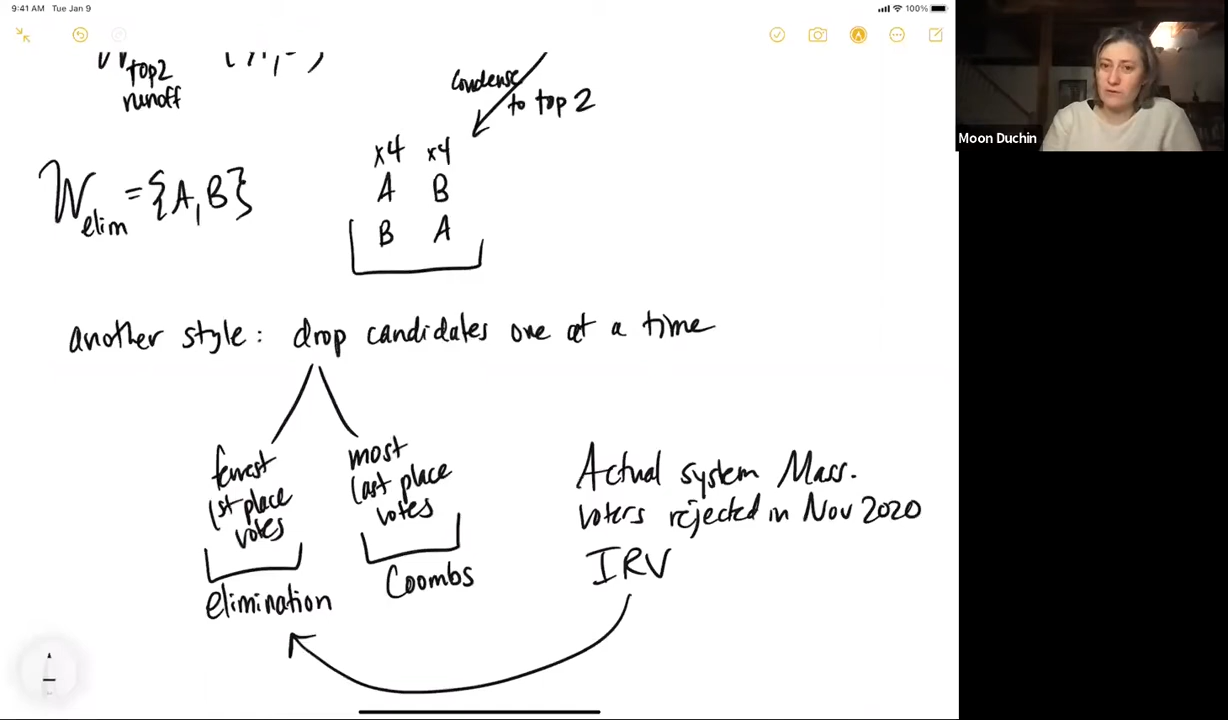 9:41 AM Tue Jan 9
100%
Moon Duchin
top2
runoff
condense
to top 2
x4 x4
A B
B A
W elim = {A, B}
another style: drop candidates one at a time
fewest
1st place
votes
elimination
most
last place
votes
Coombs
Actual system Mass.
voters rejected in Nov 2020
IRV